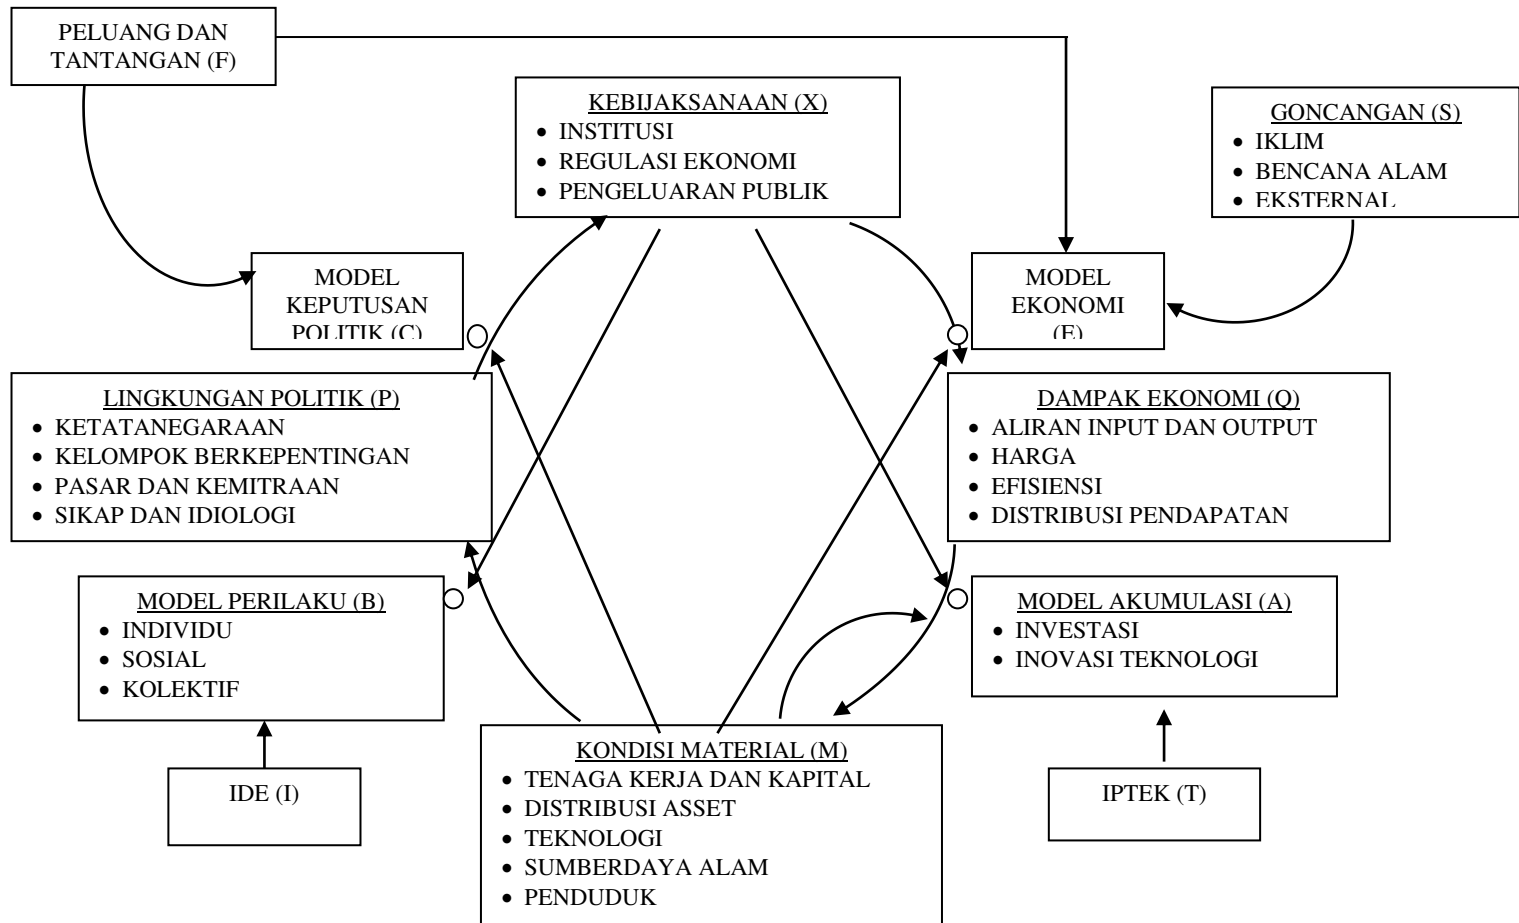 PELUANG DAN
TANTANGAN (F)
KEBIJAKSANAAN (X)
• INSTITUSI
• REGULASI EKONOMI
• PENGELUARAN PUBLIK
GONCANGAN (S)
• IKLIM
• BENCANA ALAM
• EKSTERNAL
MODEL
KEPUTUSAN
POLITIK (C)
MODEL
EKONOMI
(E)
LINGKUNGAN POLITIK (P)
• KETATANEGARAAN
• KELOMPOK BERKEPENTINGAN
• PASAR DAN KEMITRAAN
• SIKAP DAN IDIOLOGI
DAMPAK EKONOMI (Q)
• ALIRAN INPUT DAN OUTPUT
• HARGA
• EFISIENSI
• DISTRIBUSI PENDAPATAN
MODEL PERILAKU (B)
• INDIVIDU
• SOSIAL
• KOLEKTIF
MODEL AKUMULASI (A)
• INVESTASI
• INOVASI TEKNOLOGI
KONDISI MATERIAL (M)
• TENAGA KERJA DAN KAPITAL
• DISTRIBUSI ASSET
• TEKNOLOGI
• SUMBERDAYA ALAM
• PENDUDUK
IDE (I)
IPTEK (T)